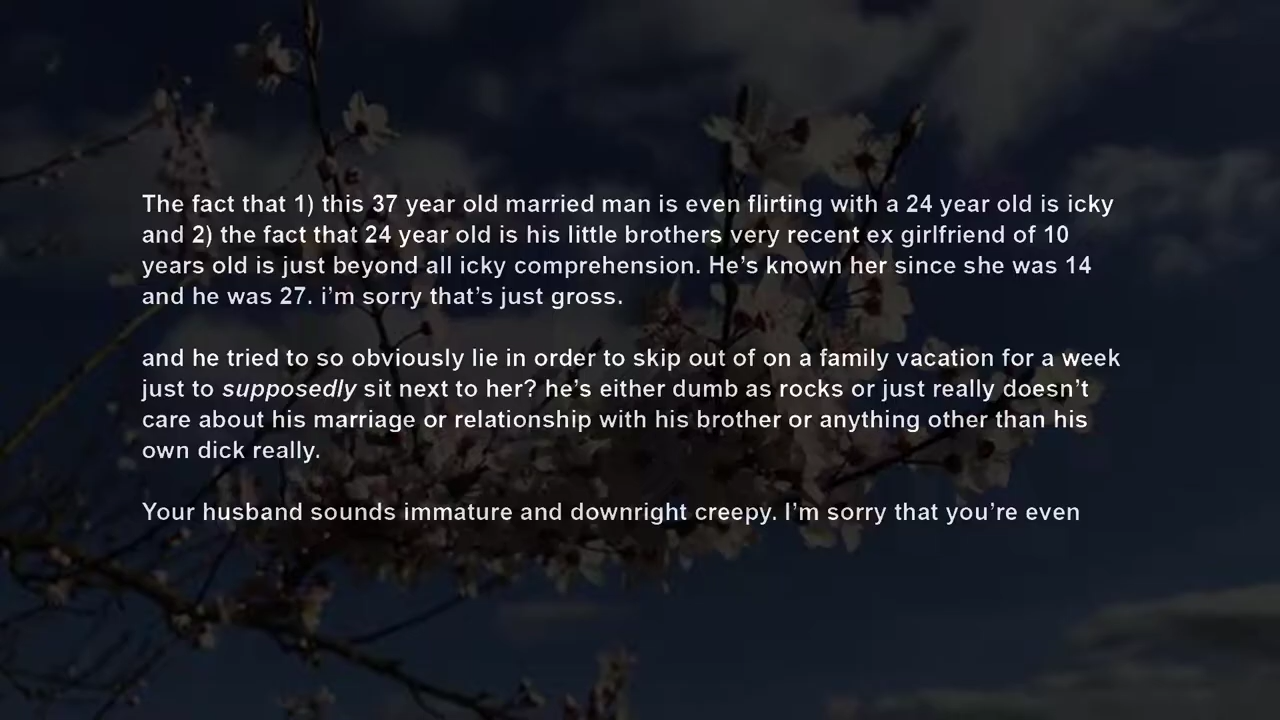 The fact that 1) this 37 year old married man is even flirting with a 24 year old is icky
and 2) the fact that 24 year old is his little brothers very recent ex girlfriend of 10
years old is just beyond all icky comprehension. He’s known her since she was 14
and he was 27. i’m sorry that’s just gross.
and he tried to so obviously lie in order to skip out of on a family vacation for a week
just to supposedly sit next to her? he’s either dumb as rocks or just really doesn’t
care about his marriage or relationship with his brother or anything other than his
own dick really.
Your husband sounds immature and downright creepy. I’m sorry that you’re even